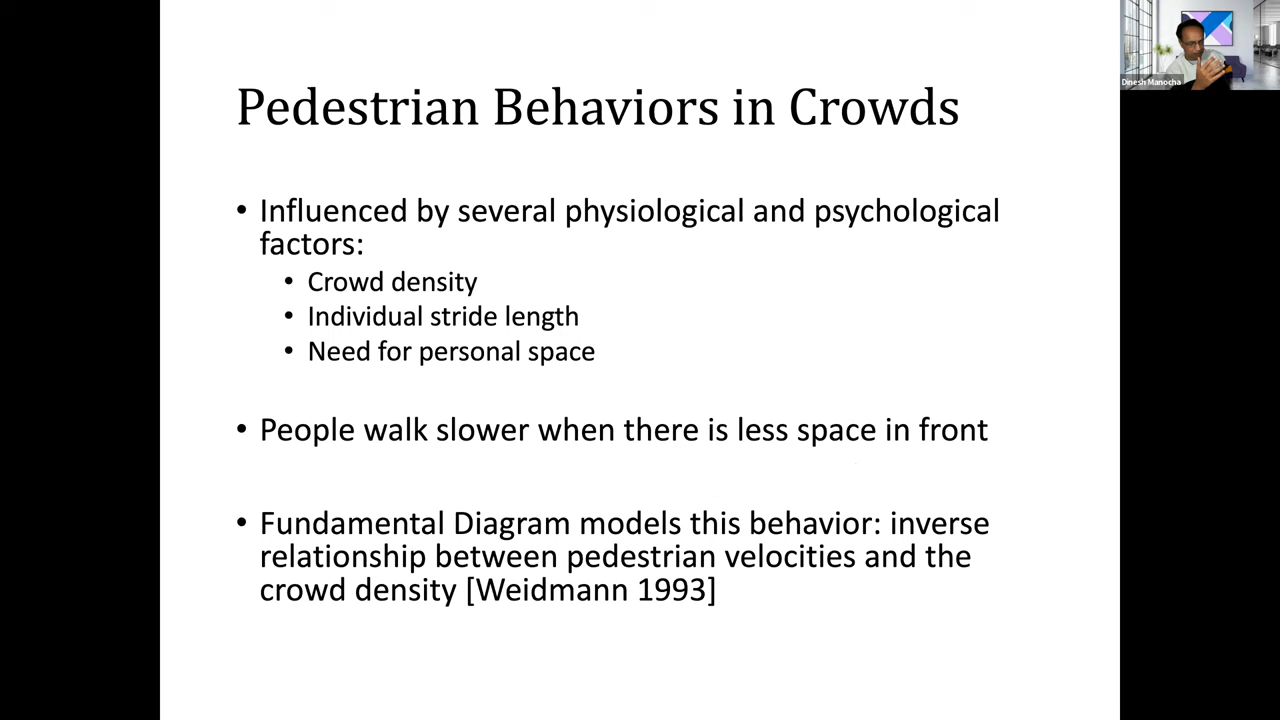 Pedestrian Behaviors in Crowds
• Influenced by several physiological and psychological
factors:
• Crowd density
• Individual stride length
• Need for personal space
• People walk slower when there is less space in front
• Fundamental Diagram models this behavior: inverse
relationship between pedestrian velocities and the
crowd density [Weidmann 1993]
Dinesh Manocha